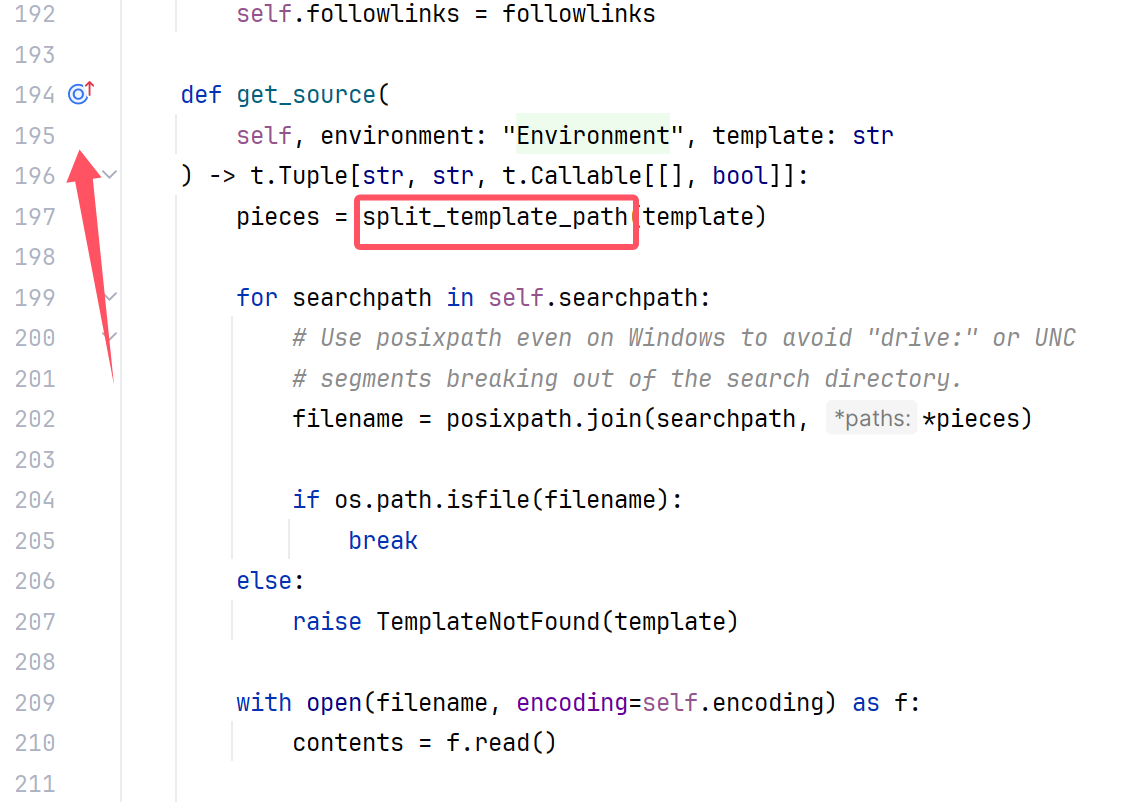 192 self.followlinks = followlinks
193
194 def get_source(
195 self, environment: "Environment", template: str
196 ) -> t.Tuple[str, str, t.Callable[[], bool]]:
197 pieces = split_template_path(template)
198
199 for searchpath in self.searchpath:
200 # Use posixpath even on Windows to avoid "drive:" or UNC
201 # segments breaking out of the search directory.
202 filename = posixpath.join(searchpath, *paths: *pieces)
203
204 if os.path.isfile(filename):
205 break
206 else:
207 raise TemplateNotFound(template)
208
209 with open(filename, encoding=self.encoding) as f:
210 contents = f.read()
211